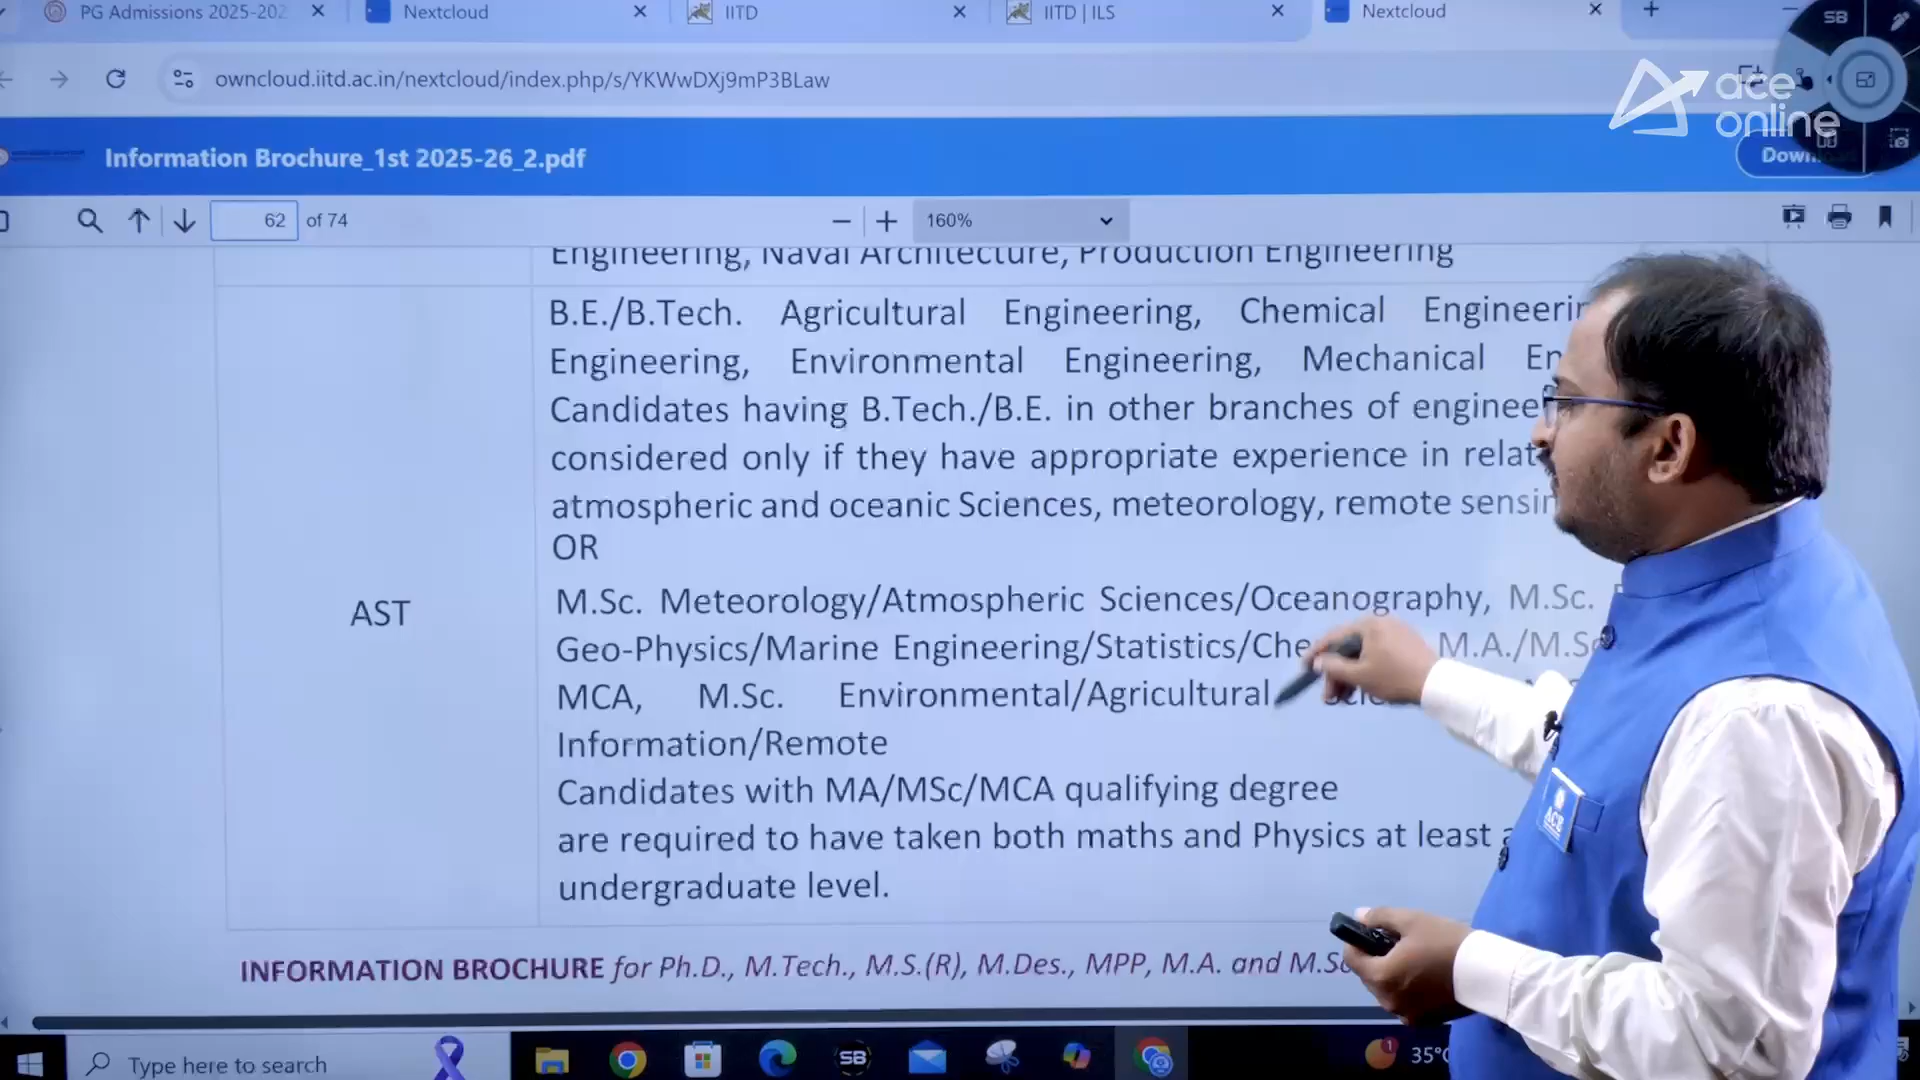 PG Admissions 2025-202
Nextcloud
IITD
IITD | ILS
Nextcloud
SB
owncloud.iitd.ac.in/nextcloud/index.php/s/YKWwDXj9mP3BLaw
ace
online
Information Brochure_1st 2025-26_2.pdf
62 of 74
160%
Engineering, Naval Architecture, Production Engineering
B.E./B.Tech. Agricultural Engineering, Chemical
Engineering, Environmental Engineering, Mechanical
Candidates having B.Tech./B.E. in other branches of
considered only if they have appropriate experience in
atmospheric and oceanic Sciences, meteorology, remote
OR
AST
M.Sc. Meteorology/Atmospheric Sciences/Oceanography, M.Sc.
Geo-Physics/Marine Engineering/Statistics/Che M.A./M.Sc
MCA, M.Sc. Environmental/Agricultural
Information/Remote
Candidates with MA/MSc/MCA qualifying degree
are required to have taken both maths and Physics at least
undergraduate level.
ACE
INFORMATION BROCHURE for Ph.D., M.Tech., M.S.(R), M.Des., MPP, M.A. and M.Sc
Type here to search
SB
1
35°